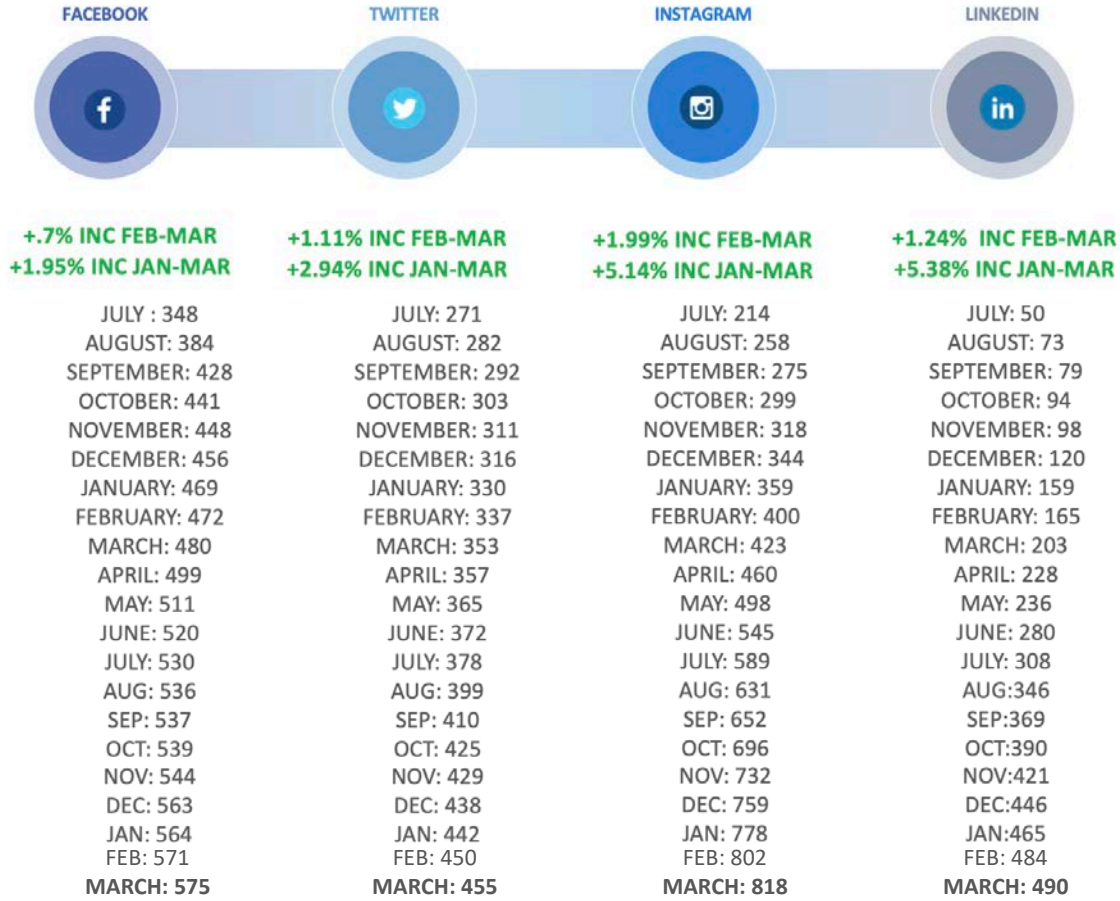 FACEBOOK
TWITTER
INSTAGRAM
LINKEDIN
f
in
+.7% INC FEB-MAR
+1.95% INC JAN-MAR
JULY : 348
AUGUST: 384
SEPTEMBER: 428
OCTOBER: 441
NOVEMBER: 448
DECEMBER: 456
JANUARY: 469
FEBRUARY: 472
MARCH: 480
APRIL: 499
MAY: 511
JUNE: 520
JULY: 530
AUG: 536
SEP: 537
OCT: 539
NOV: 544
DEC: 563
JAN: 564
FEB: 571
MARCH: 575
+1.11% INC FEB-MAR
+2.94% INC JAN-MAR
JULY: 271
AUGUST: 282
SEPTEMBER: 292
OCTOBER: 303
NOVEMBER: 311
DECEMBER: 316
JANUARY: 330
FEBRUARY: 337
MARCH: 353
APRIL: 357
MAY: 365
JUNE: 372
JULY: 378
AUG: 399
SEP: 410
OCT: 425
NOV: 429
DEC: 438
JAN: 442
FEB: 450
MARCH: 455
+1.99% INC FEB-MAR
+5.14% INC JAN-MAR
JULY: 214
AUGUST: 258
SEPTEMBER: 275
OCTOBER: 299
NOVEMBER: 318
DECEMBER: 344
JANUARY: 359
FEBRUARY: 400
MARCH: 423
APRIL: 460
MAY: 498
JUNE: 545
JULY: 589
AUG: 631
SEP: 652
OCT: 696
NOV: 732
DEC: 759
JAN: 778
FEB: 802
MARCH: 818
+1.24% INC FEB-MAR
+5.38% INC JAN-MAR
JULY: 50
AUGUST: 73
SEPTEMBER: 79
OCTOBER: 94
NOVEMBER: 98
DECEMBER: 120
JANUARY: 159
FEBRUARY: 165
MARCH: 203
APRIL: 228
MAY: 236
JUNE: 280
JULY: 308
AUG:346
SEP:369
OCT:390
NOV:421
DEC:446
JAN:465
FEB: 484
MARCH: 490